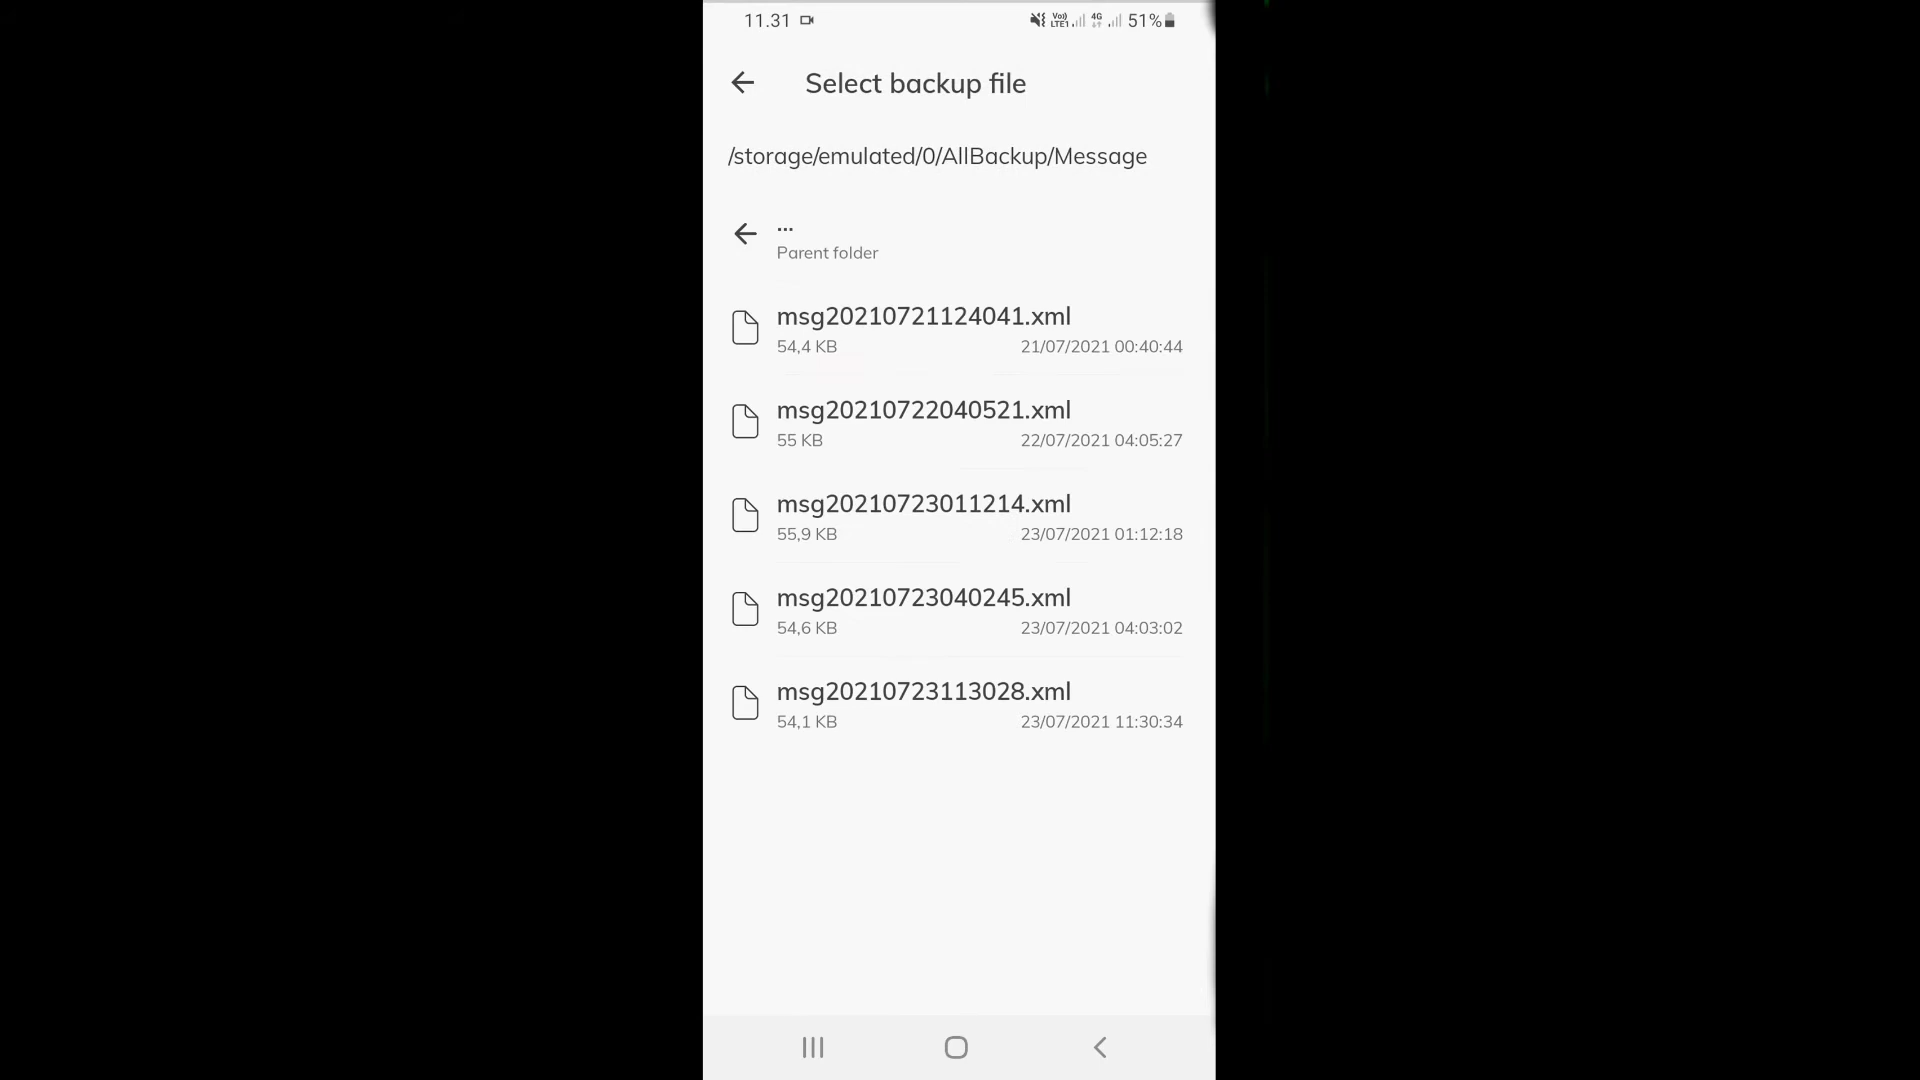 11.31
Vo)) LTE1 4G 51%
Select backup file
/storage/emulated/0/AllBackup/Message
...
Parent folder
msg20210721124041.xml
54,4 KB 21/07/2021 00:40:44
msg20210722040521.xml
55 KB 22/07/2021 04:05:27
msg20210723011214.xml
55,9 KB 23/07/2021 01:12:18
msg20210723040245.xml
54,6 KB 23/07/2021 04:03:02
msg20210723113028.xml
54,1 KB 23/07/2021 11:30:34